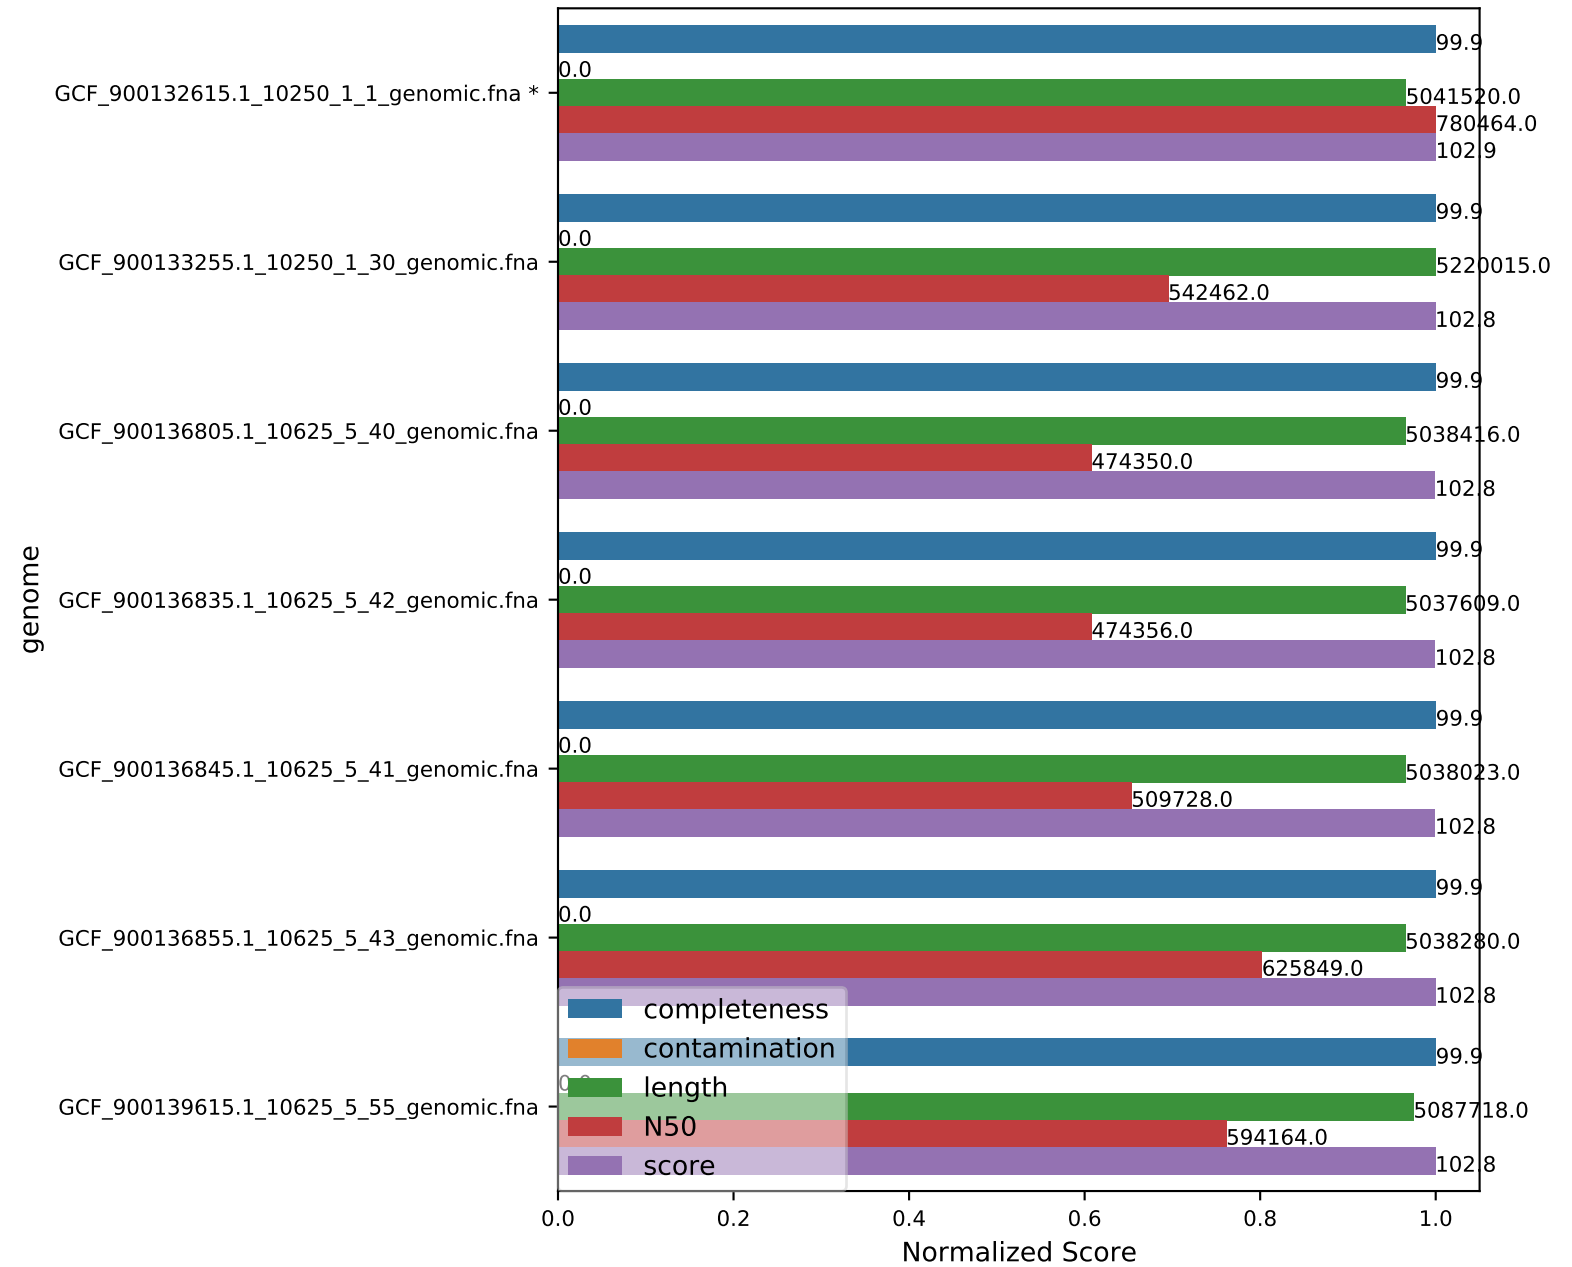 99.9
0.0
GCF_900132615.1_10250_1_1_genomic.fna *
5041520.0
780464.0
102.9
99.9
0.0
GCF_900133255.1_10250_1_30_genomic.fna
5220015.0
542462.0
102.8
99.9
0.0
GCF_900136805.1_10625_5_40_genomic.fna
5038416.0
474350.0
102.8
99.9
0.0
genome
GCF_900136835.1_10625_5_42_genomic.fna
5037609.0
474356.0
102.8
99.9
0.0
GCF_900136845.1_10625_5_41_genomic.fna
5038023.0
509728.0
102.8
99.9
0.0
GCF_900136855.1_10625_5_43_genomic.fna
5038280.0
625849.0
102.8
99.9
0.0
GCF_900139615.1_10625_5_55_genomic.fna
5087718.0
594164.0
102.8
completeness
contamination
length
N50
score
0.0 0.2 0.4 0.6 0.8 1.0
Normalized Score